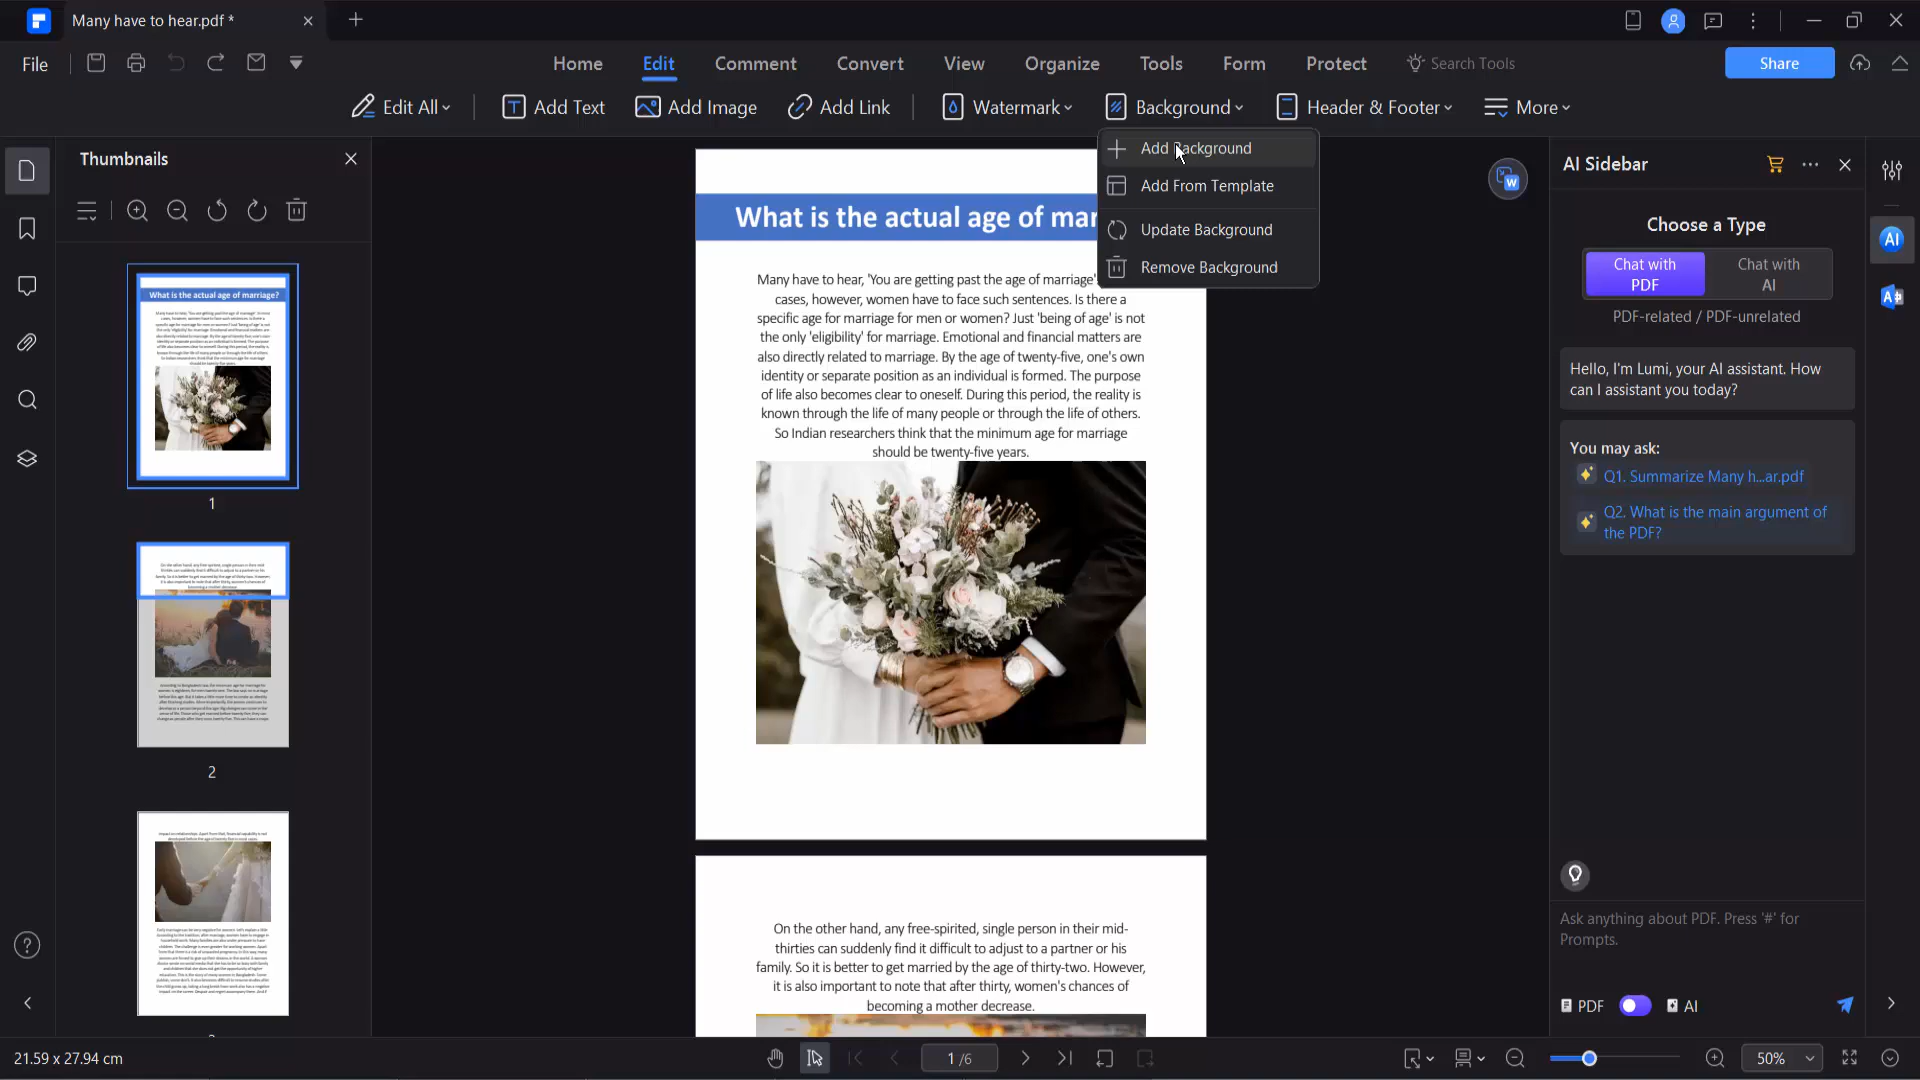 Many have to hear.pdf *
File
Home
Edit
Comment
Convert
View
Organize
Tools
Form
Protect
Search Tools
Share
Edit All
Add Text
Add Image
Add Link
Watermark
Background
Header & Footer
More
Thumbnails
What is the actual age of marriage?
1
2
Add Background
Add From Template
Update Background
Remove Background
What is the actual age of mar
Many have to hear, 'You are getting past the age of marriage'
cases, however, women have to face such sentences. Is there a
specific age for marriage for men or women? Just 'being of age' is not
the only 'eligibility' for marriage. Emotional and financial matters are
also directly related to marriage. By the age of twenty-five, one's own
identity or separate position as an individual is formed. The purpose
of life also becomes clear to oneself. During this period, the reality is
known through the life of many people or through the life of others.
So Indian researchers think that the minimum age for marriage
should be twenty-five years.
On the other hand, any free-spirited, single person in their mid-
thirties can suddenly find it difficult to adjust to a partner or his
family. So it is better to get married by the age of thirty-two. However,
it is also important to note that after thirty, women's chances of
becoming a mother decrease.
W
AI Sidebar
Choose a Type
Chat with
PDF
Chat with
AI
PDF-related / PDF-unrelated
Hello, I'm Lumi, your AI assistant. How
can I assistant you today?
You may ask:
Q1. Summarize Many h...ar.pdf
Q2. What is the main argument of
the PDF?
Ask anything about PDF. Press '#' for
Prompts.
PDF
AI
AI
21.59 x 27.94 cm
1 /6
50%